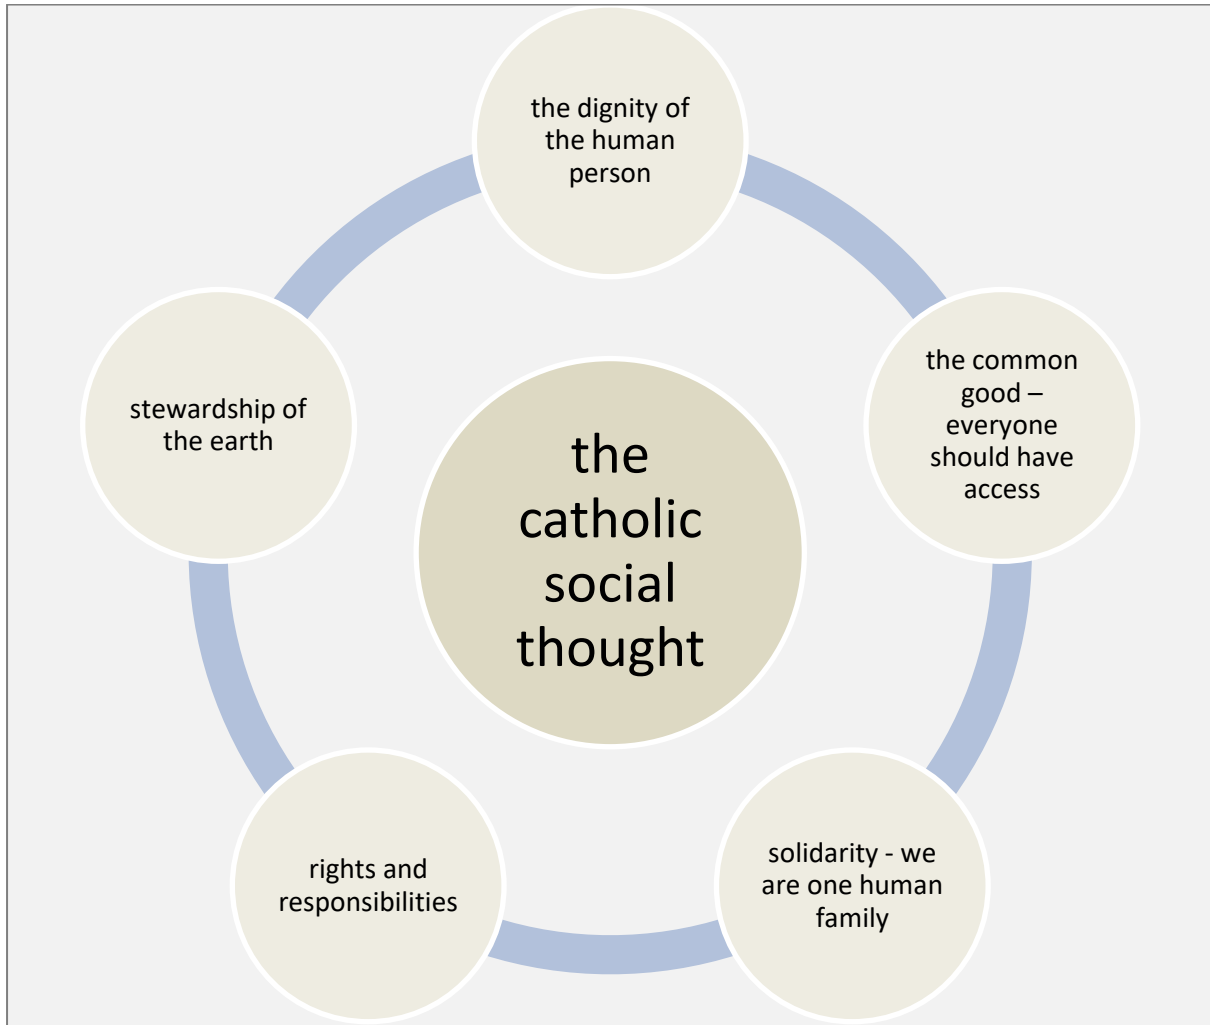 the dignity of
the human
person
the common
good –
everyone
should have
access
solidarity - we
are one human
family
rights and
responsibilities
stewardship of
the earth
the
catholic
social
thought